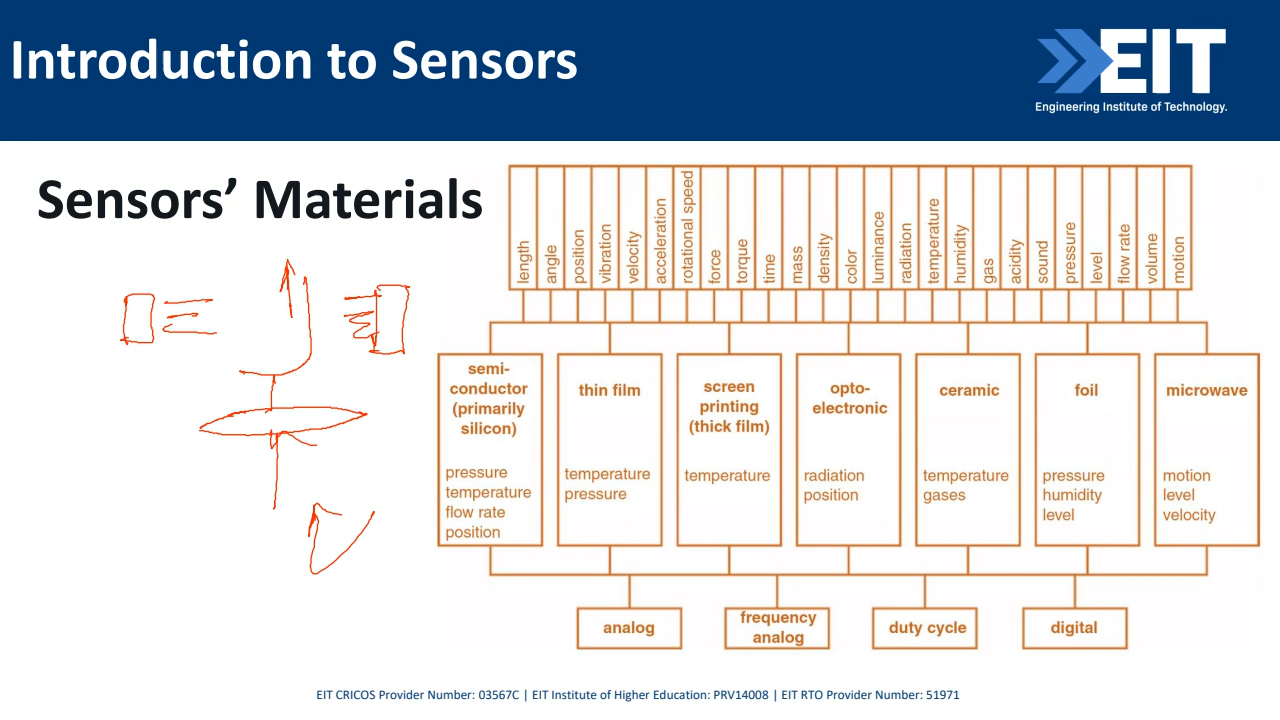 Introduction to Sensors
EIT
Engineering Institute of Technology.
Sensors’ Materials
length
angle
position
vibration
velocity
acceleration
rotational speed
force
torque
time
mass
density
color
luminance
radiation
temperature
humidity
gas
acidity
sound
pressure
level
flow rate
volume
motion
semi-
conductor
(primarily
silicon)
pressure
temperature
flow rate
position
thin film
temperature
pressure
screen
printing
(thick film)
temperature
opto-
electronic
radiation
position
ceramic
temperature
gases
foil
pressure
humidity
level
microwave
motion
level
velocity
analog
frequency
analog
duty cycle
digital
EIT CRICOS Provider Number: 03567C | EIT Institute of Higher Education: PRV14008 | EIT RTO Provider Number: 51971